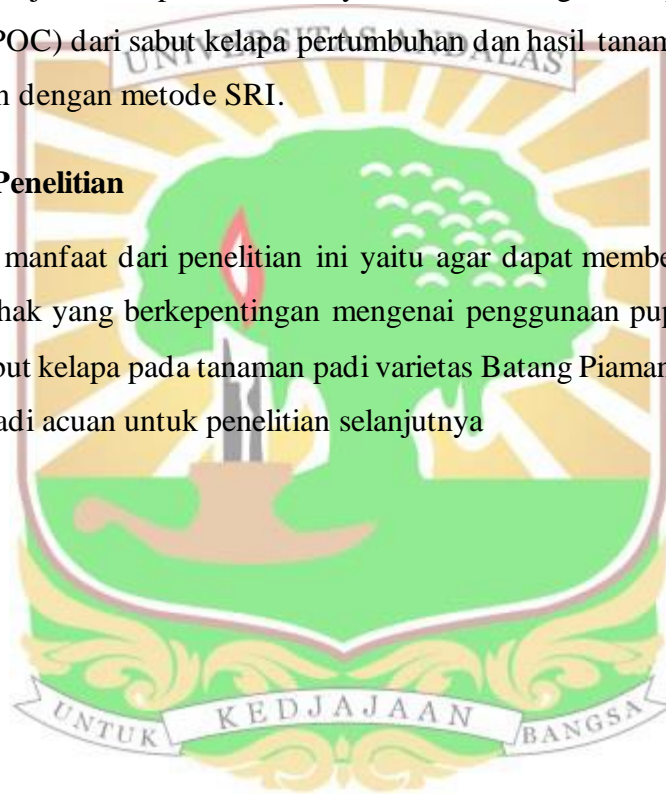 (POC) dari sabut kelapa pertumbuhan dan hasil tanam
UNIVERSITAS ANDALAS
n dengan metode SRI.
Penelitian
manfaat dari penelitian ini yaitu agar dapat membe
hak yang berkepentingan mengenai penggunaan pup
but kelapa pada tanaman padi varietas Batang Piaman
adi acuan untuk penelitian selanjutnya
UNTUK KEDJAJAAN BANGSA